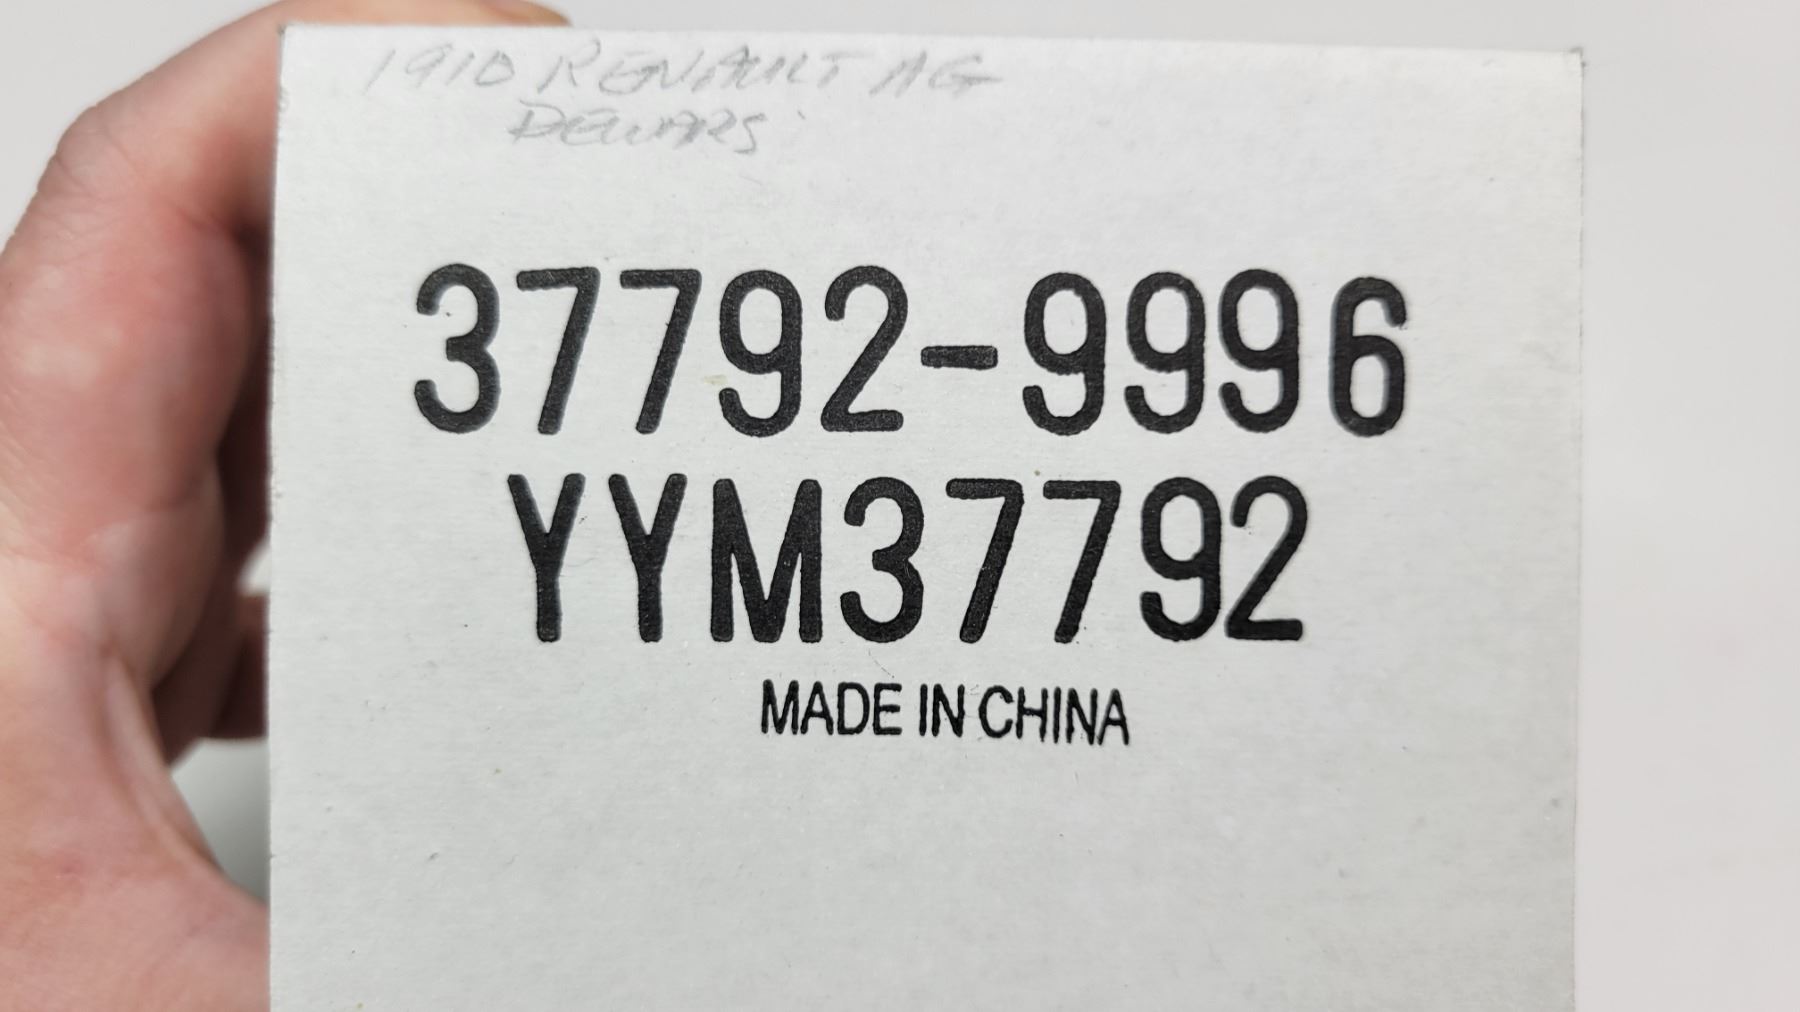 1910 RENAULT AG
DEWARS
37792-9996
YYM37792
MADE IN CHINA